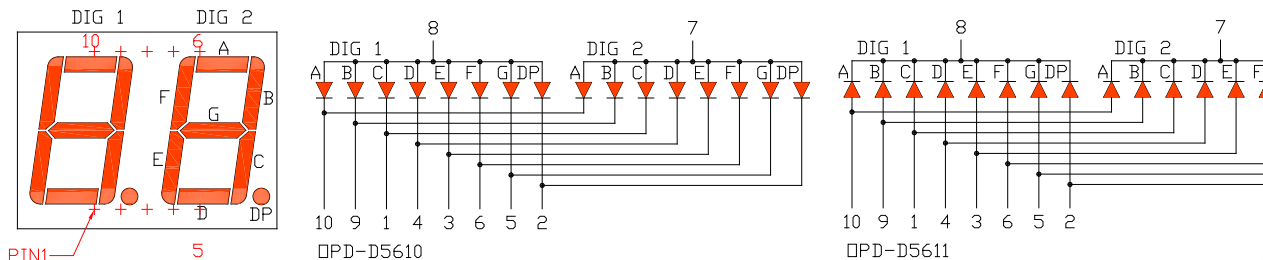 DIG 1 DIG 2
10 6
A
F B
G
E C
D DP
PIN1
5
8 7
DIG 1 DIG 2
A B C D E F G DP A B C D E F G DP
10 9 1 4 3 6 5 2
OPD-D5610
8 7
DIG 1 DIG 2
A B C D E F G DP A B C D E F
10 9 1 4 3 6 5 2
OPD-D5611